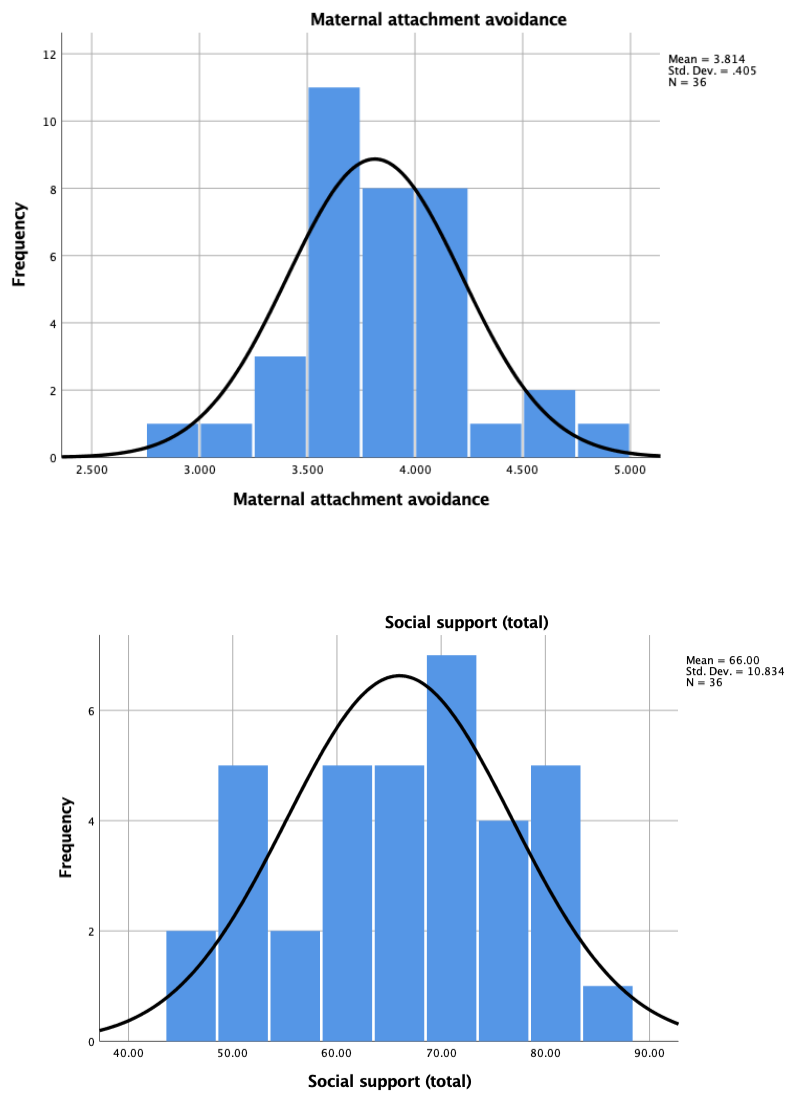 Maternal attachment avoidance
Mean = 3.814
Std. Dev. = .405
N = 36
12
10
8
6
4
2
0
Frequency
2.500 3.000 3.500 4.000 4.500 5.000
Maternal attachment avoidance
Social support (total)
Mean = 66.00
Std. Dev. = 10.834
N = 36
6
4
2
0
Frequency
40.00 50.00 60.00 70.00 80.00 90.00
Social support (total)